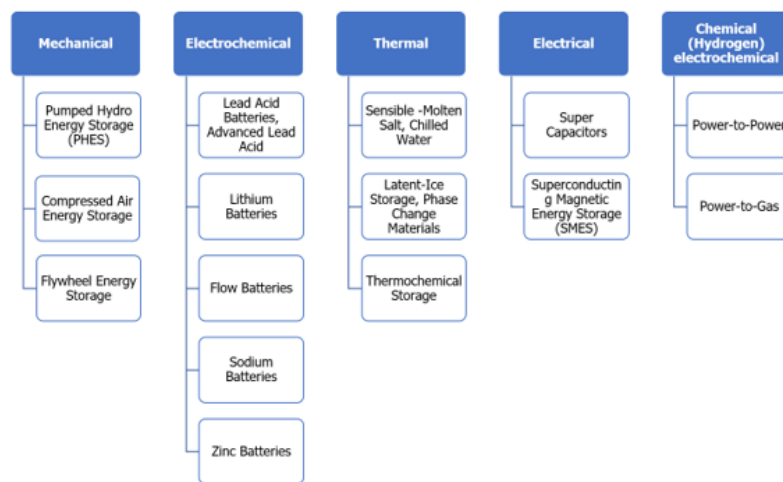 Mechanical
Pumped Hydro
Energy Storage
(PHES)
Compressed Air
Energy Storage
Flywheel Energy
Storage
Electrochemical
Lead Acid
Batteries,
Advanced Lead
Acid
Lithium
Batteries
Flow Batteries
Sodium
Batteries
Zinc Batteries
Thermal
Sensible -Molten
Salt, Chilled
Water
Latent-Ice
Storage, Phase
Change
Materials
Thermochemical
Storage
Electrical
Super
Capacitors
Superconductin
g Magnetic
Energy Storage
(SMES)
Chemical
(Hydrogen)
electrochemical
Power-to-Power
Power-to-Gas